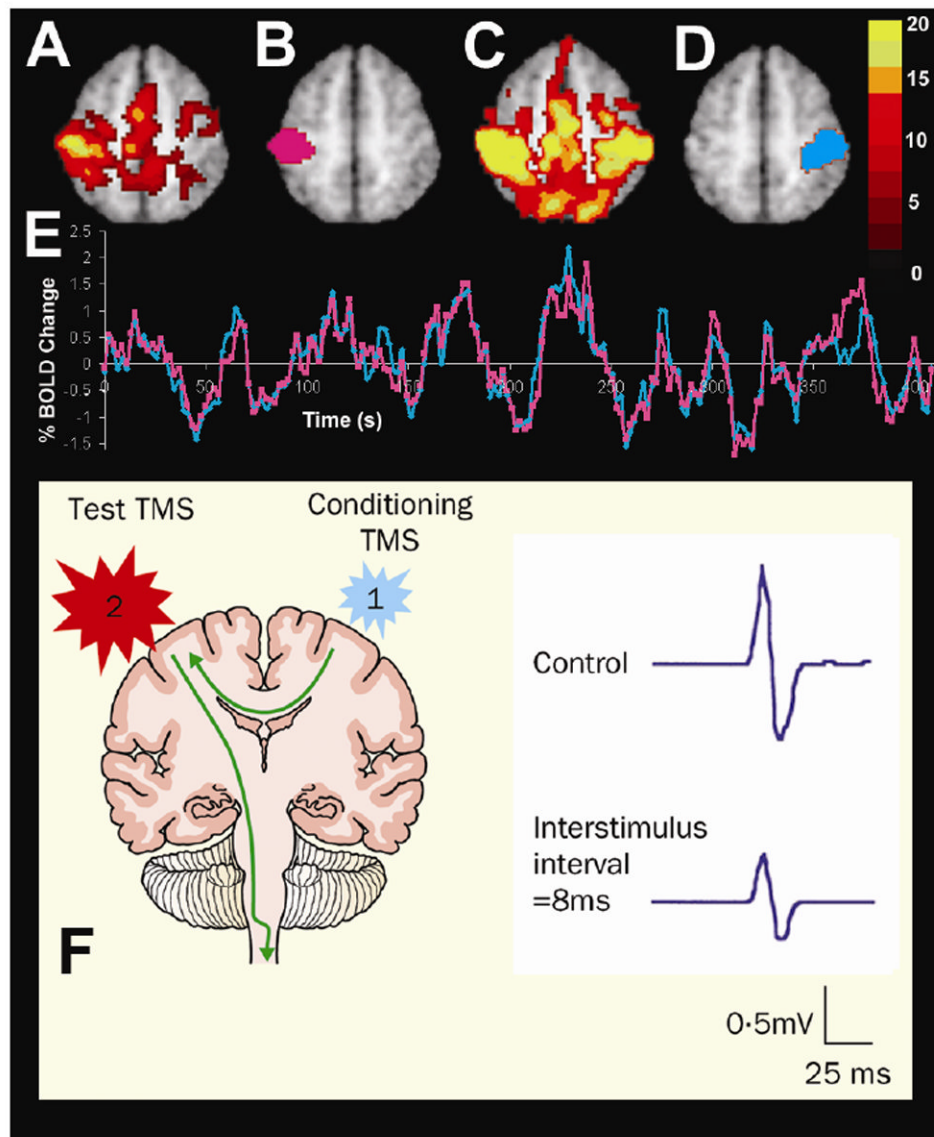 A
B
C
D
20
15
10
5
0
E
% BOLD Change
2.5
2
1.5
1
0.5
0
-0.5
-1
-1.5
0
50
100
150
200
250
300
350
400
Time (s)
Test TMS
Conditioning
TMS
2
1
Control
Interstimulus
interval
=8ms
F
0·5mV
25 ms